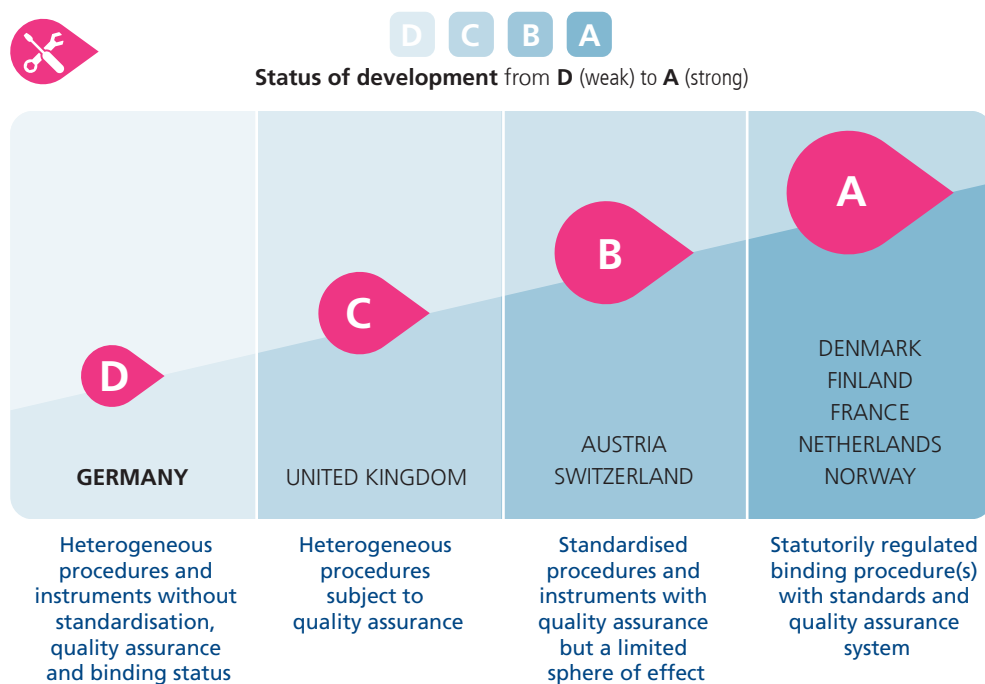 D C B A
Status of development from D (weak) to A (strong)
D
C
B
A
GERMANY
UNITED KINGDOM
AUSTRIA
SWITZERLAND
DENMARK
FINLAND
FRANCE
NETHERLANDS
NORWAY
Heterogeneous
procedures and
instruments without
standardisation,
quality assurance
and binding status
Heterogeneous
procedures
subject to
quality assurance
Standardised
procedures and
instruments with
quality assurance
but a limited
sphere of effect
Statutorily regulated
binding procedure(s)
with standards and
quality assurance
system